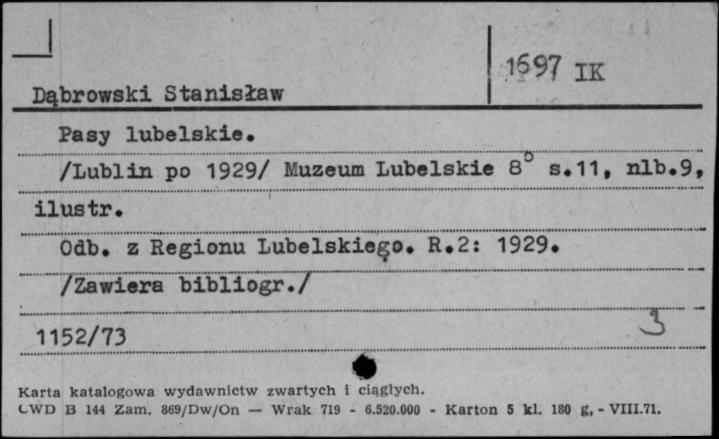 1697 IK
Dąbrowski Stanisław
Pasy lubelskie.
/Lublin po 1929/ Muzeum Lubelskie 8° s.11, nlb.9,
ilustr.
Odb. z Regionu Lubelskiego. R.2: 1929.
/Zawiera bibliogr./
1152/73
3
Karta katalogowa wydawnictw zwartych i ciągłych.
CWD B 144 Zam. 869/Dw/On — Wrak 719 - 6.520.000 - Karton 5 kl. 180 g, - VIII.71.